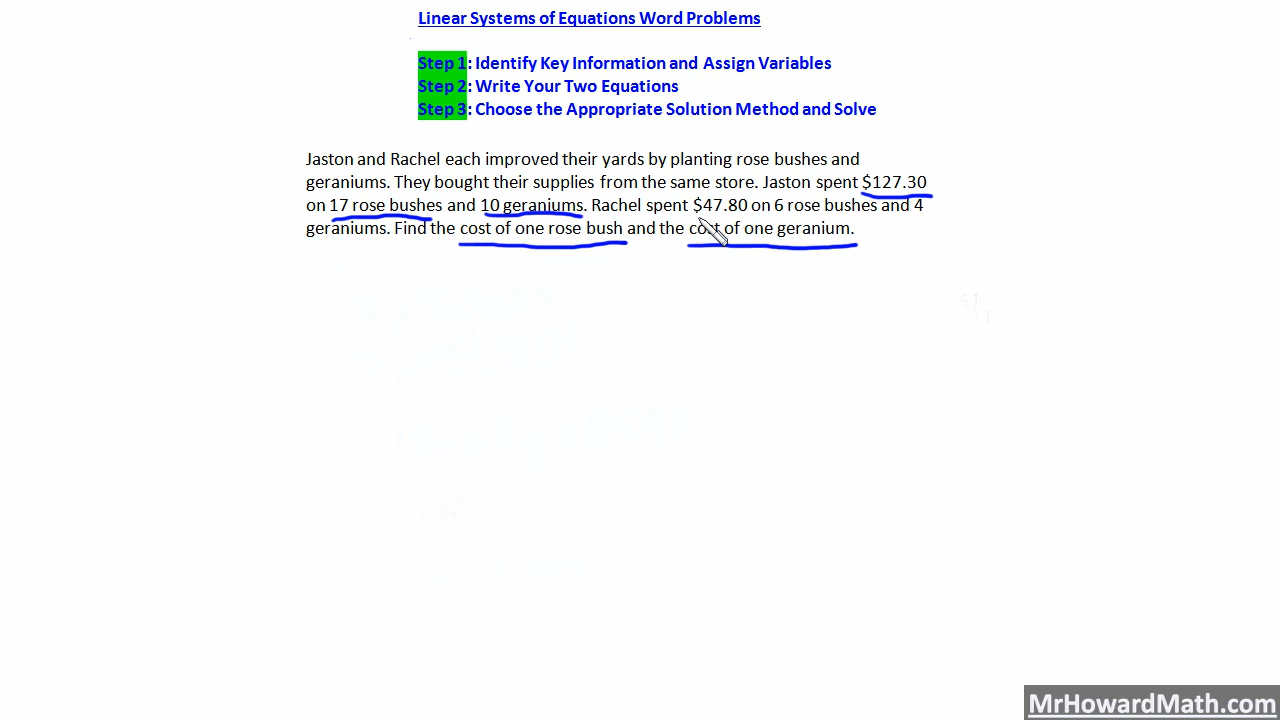 Linear Systems of Equations Word Problems
Step 1: Identify Key Information and Assign Variables
Step 2: Write Your Two Equations
Step 3: Choose the Appropriate Solution Method and Solve
Jaston and Rachel each improved their yards by planting rose bushes and
geraniums. They bought their supplies from the same store. Jaston spent $127.30
on 17 rose bushes and 10 geraniums. Rachel spent $47.80 on 6 rose bushes and 4
geraniums. Find the cost of one rose bush and the cost of one geranium.
MrHowardMath.com